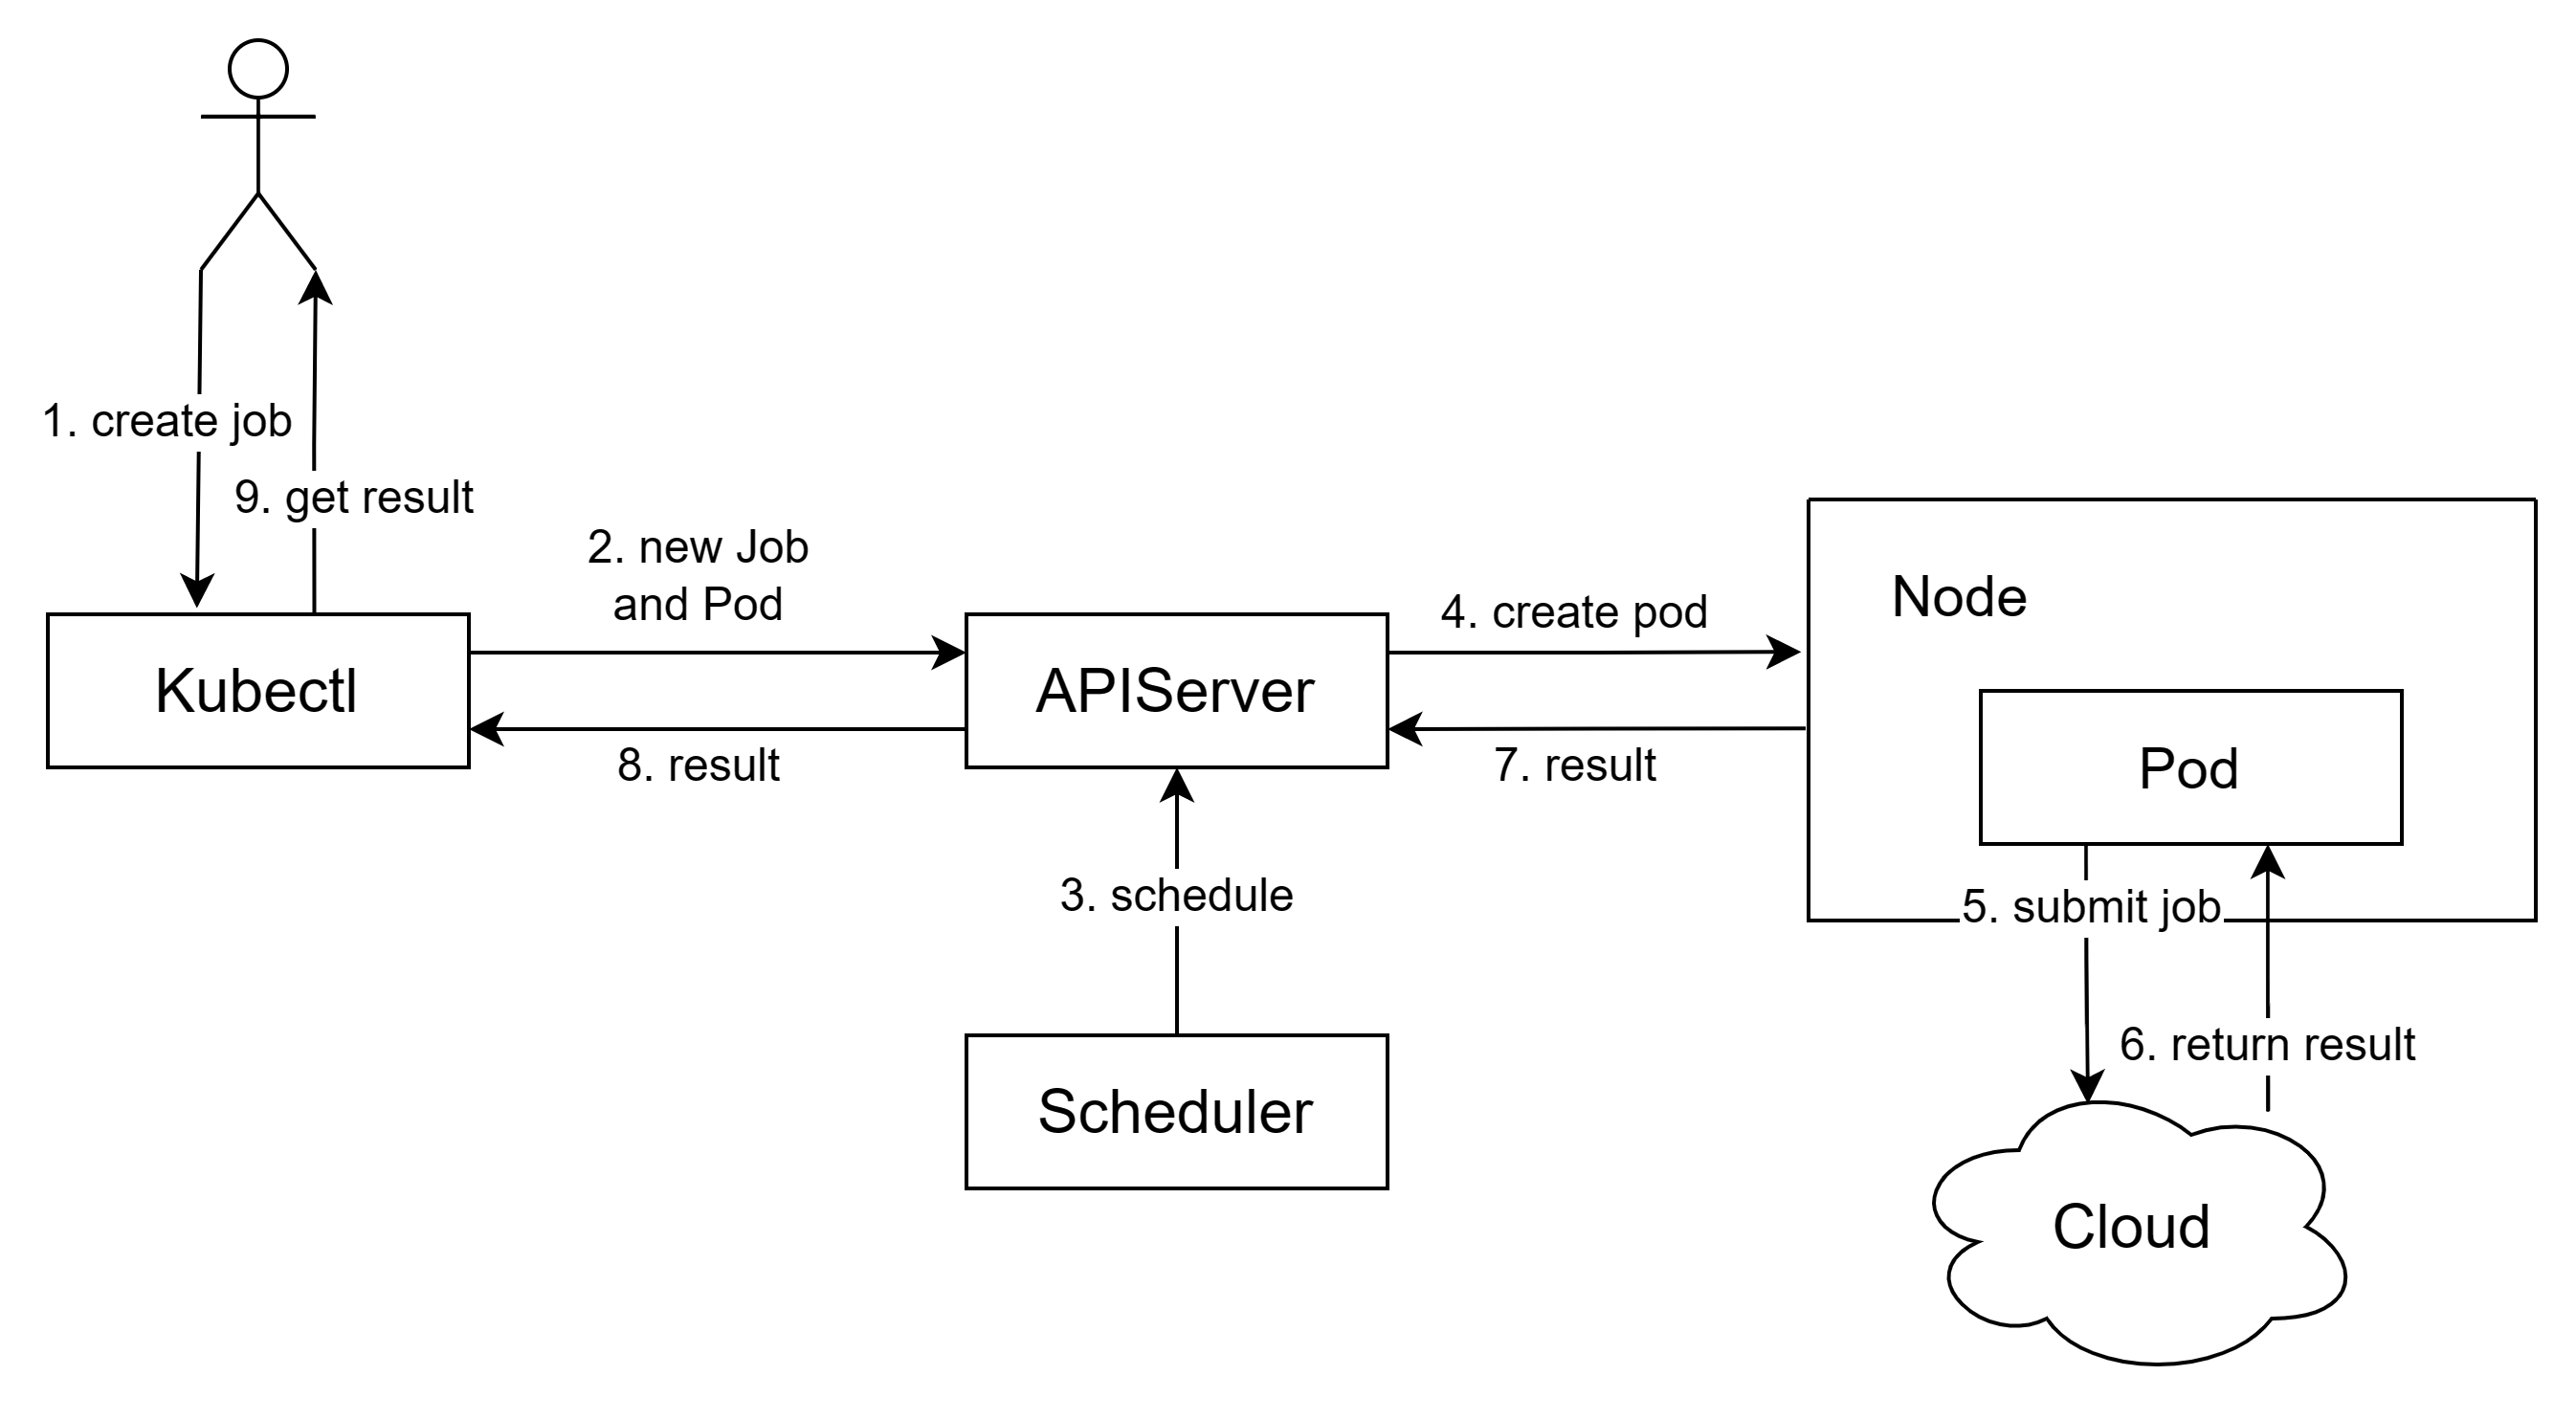 1. create job
9. get result
2. new Job
and Pod
4. create pod
Node
Kubectl
APIServer
Pod
8. result
7. result
3. schedule
5. submit job
6. return result
Scheduler
Cloud